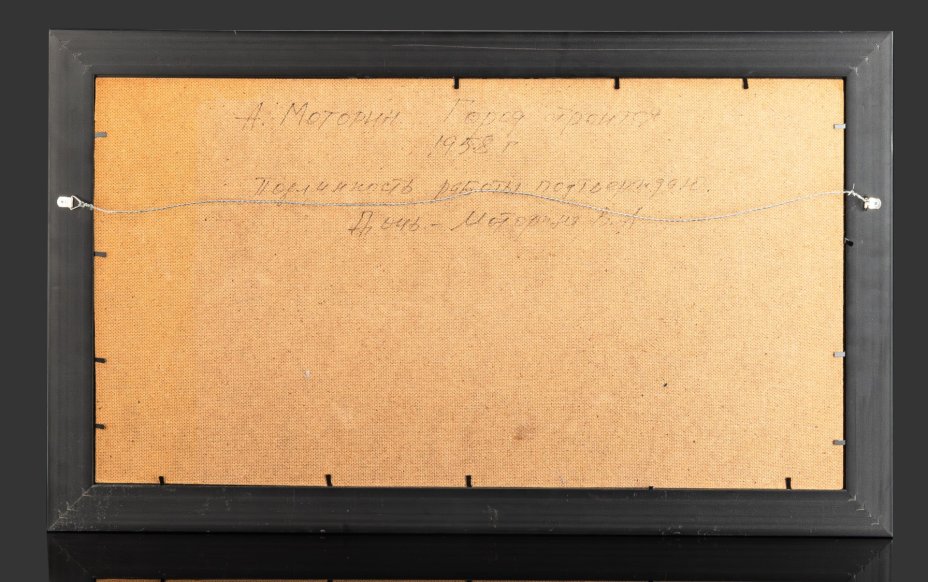 А. Моторин Город строится
1958 г
Подлинность работы подтверждаю.
Дочь - Моторина В. А